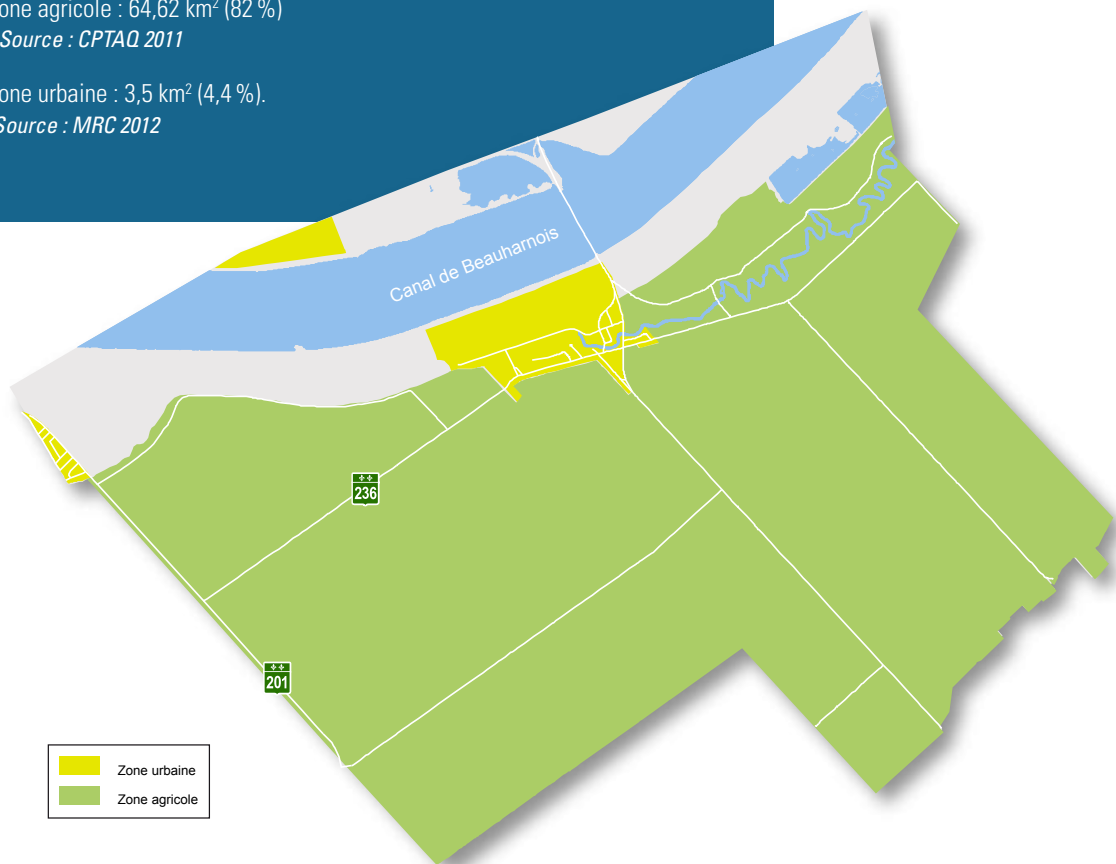 one agricole : 64,62 km² (82 %)
Source : CPTAQ 2011
one urbaine : 3,5 km² (4,4 %).
Source : MRC 2012
Canal de Beauharnois
236
201
Zone urbaine
Zone agricole